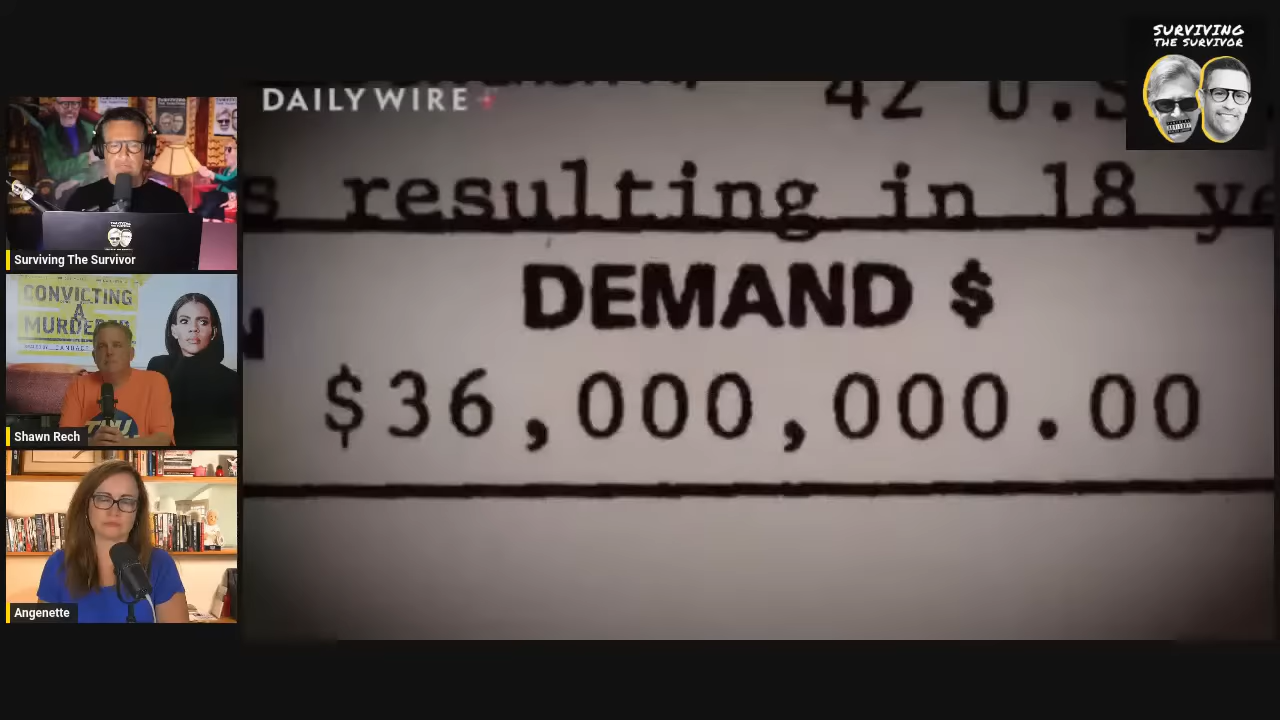 SURVIVING
THE SURVIVOR
DAILY WIRE +
42 U.S
s resulting in 18 ye
DEMAND $
$36,000,000.00
Surviving The Survivor
CONVICTING
A
MURDERER
Shawn Rech
Angenette